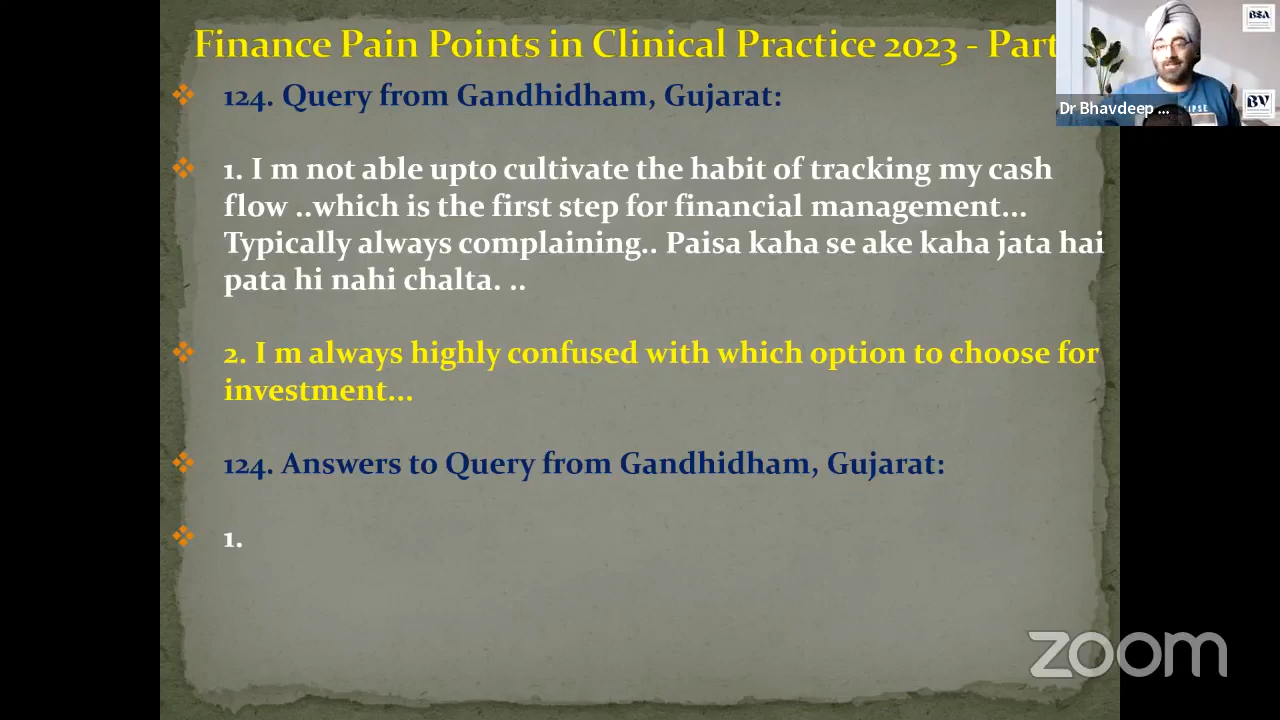 Finance Pain Points in Clinical Practice 2023 - Part
BSA
124. Query from Gandhidham, Gujarat:
BV
IPSE
Dr Bhavdeep ...
1. I m not able upto cultivate the habit of tracking my cash
flow ..which is the first step for financial management...
Typically always complaining.. Paisa kaha se ake kaha jata hai
pata hi nahi chalta. ..
2. I m always highly confused with which option to choose for
investment...
124. Answers to Query from Gandhidham, Gujarat:
1.
zoom